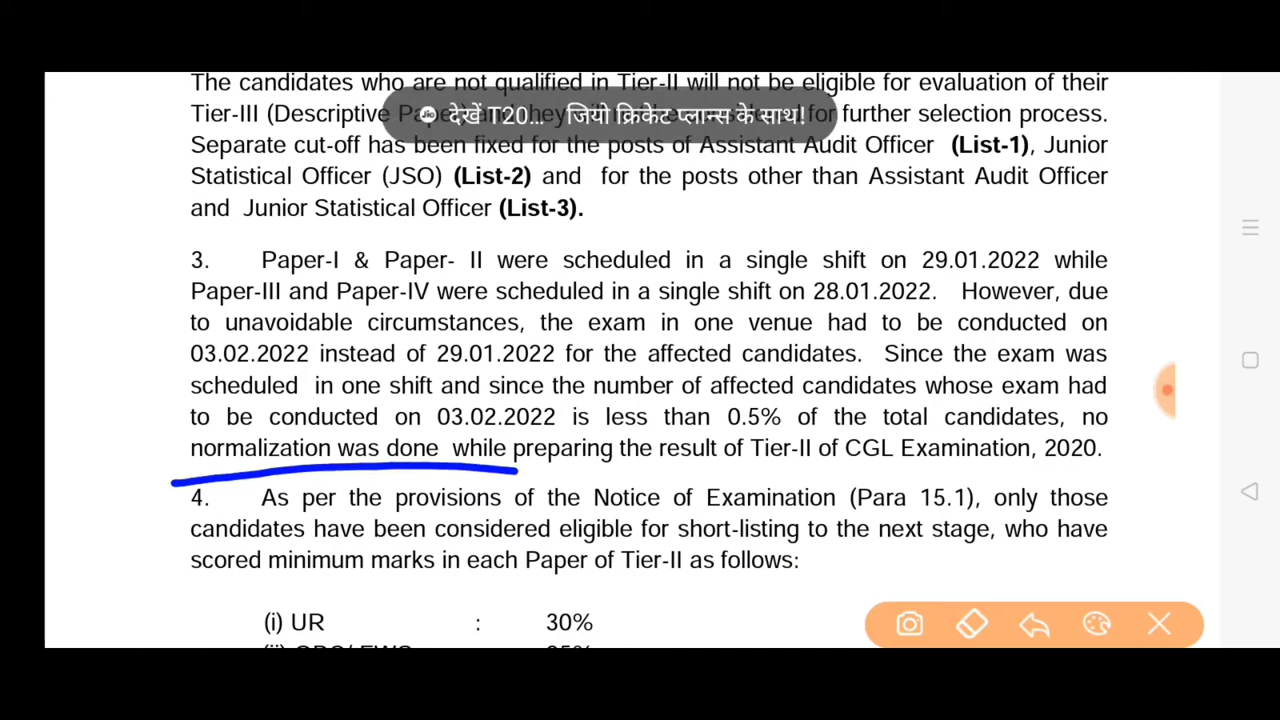 The candidates who are not qualified in Tier-II will not be eligible for evaluation of their
Tier-III (Descriptive for further selection process.
देखें T20... जियो क्रिकेट प्लान्स के साथ!
Separate cut-off has been fixed for the posts of Assistant Audit Officer (List-1), Junior
Statistical Officer (JSO) (List-2) and for the posts other than Assistant Audit Officer
and Junior Statistical Officer (List-3).
3. Paper-I & Paper- II were scheduled in a single shift on 29.01.2022 while
Paper-III and Paper-IV were scheduled in a single shift on 28.01.2022. However, due
to unavoidable circumstances, the exam in one venue had to be conducted on
03.02.2022 instead of 29.01.2022 for the affected candidates. Since the exam was
scheduled in one shift and since the number of affected candidates whose exam had
to be conducted on 03.02.2022 is less than 0.5% of the total candidates, no
normalization was done while preparing the result of Tier-II of CGL Examination, 2020.
4. As per the provisions of the Notice of Examination (Para 15.1), only those
candidates have been considered eligible for short-listing to the next stage, who have
scored minimum marks in each Paper of Tier-II as follows:
(i) UR : 30%